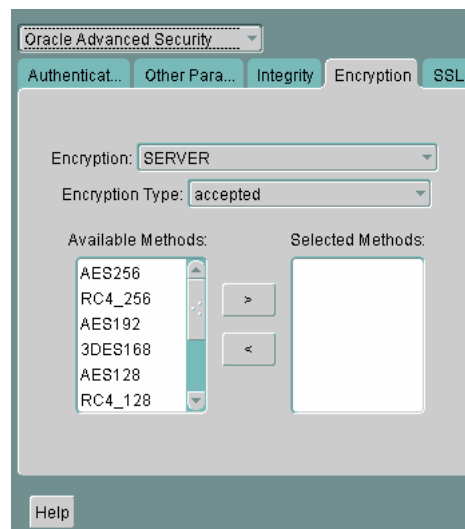 Oracle Advanced Security
Authenticat... Other Para... Integrity Encryption SSL
Encryption: SERVER
Encryption Type: accepted
Available Methods: Selected Methods:
AES256
RC4_256
>
AES192
3DES168
<
AES128
RC4_128
Help